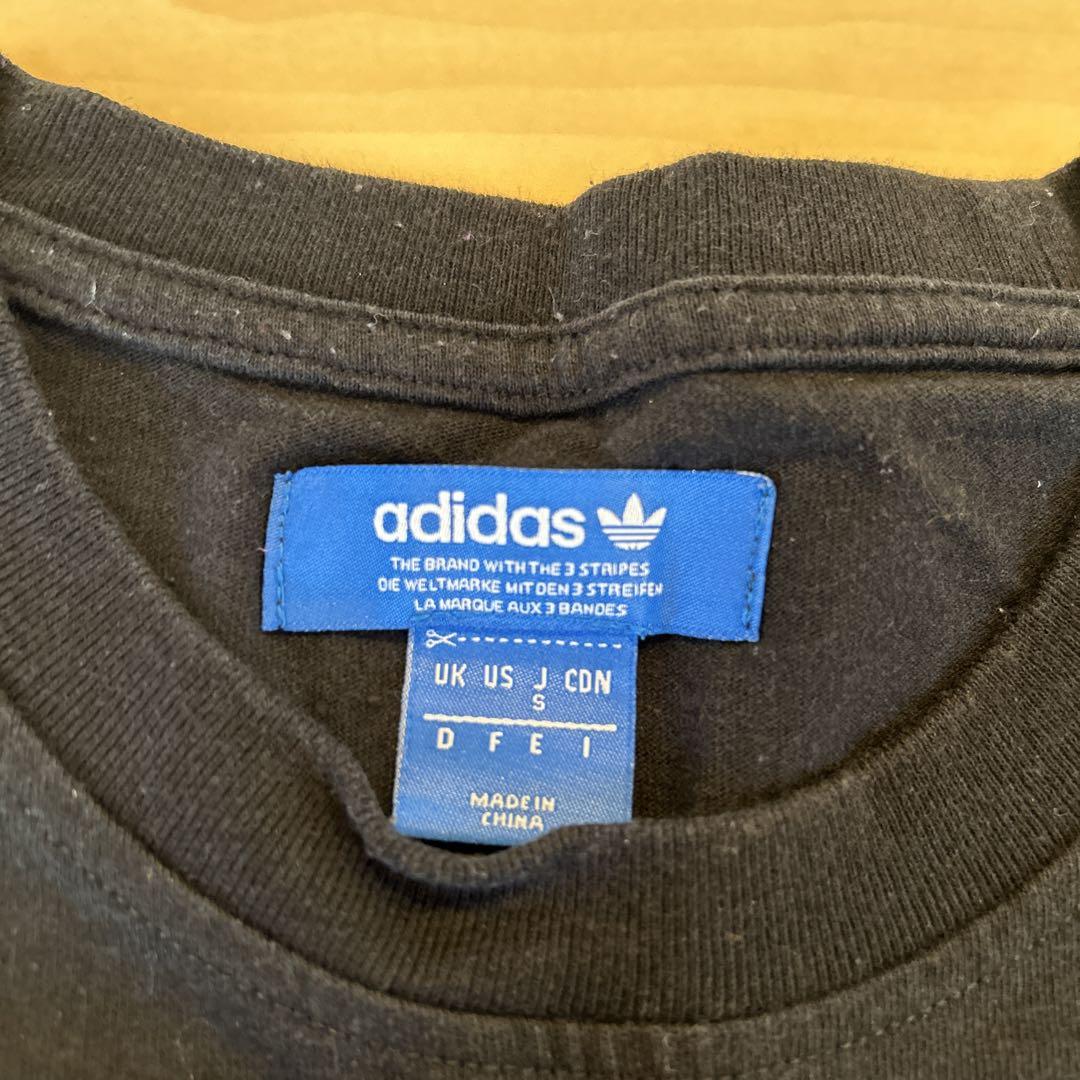 adidas
THE BRAND WITH THE 3 STRIPES
DIE WELTMARKE MIT DEN 3 STREIFEN
LA MARQUE AUX 3 BANDES
UK US J CDN
S
D F E I
MADE IN
CHINA